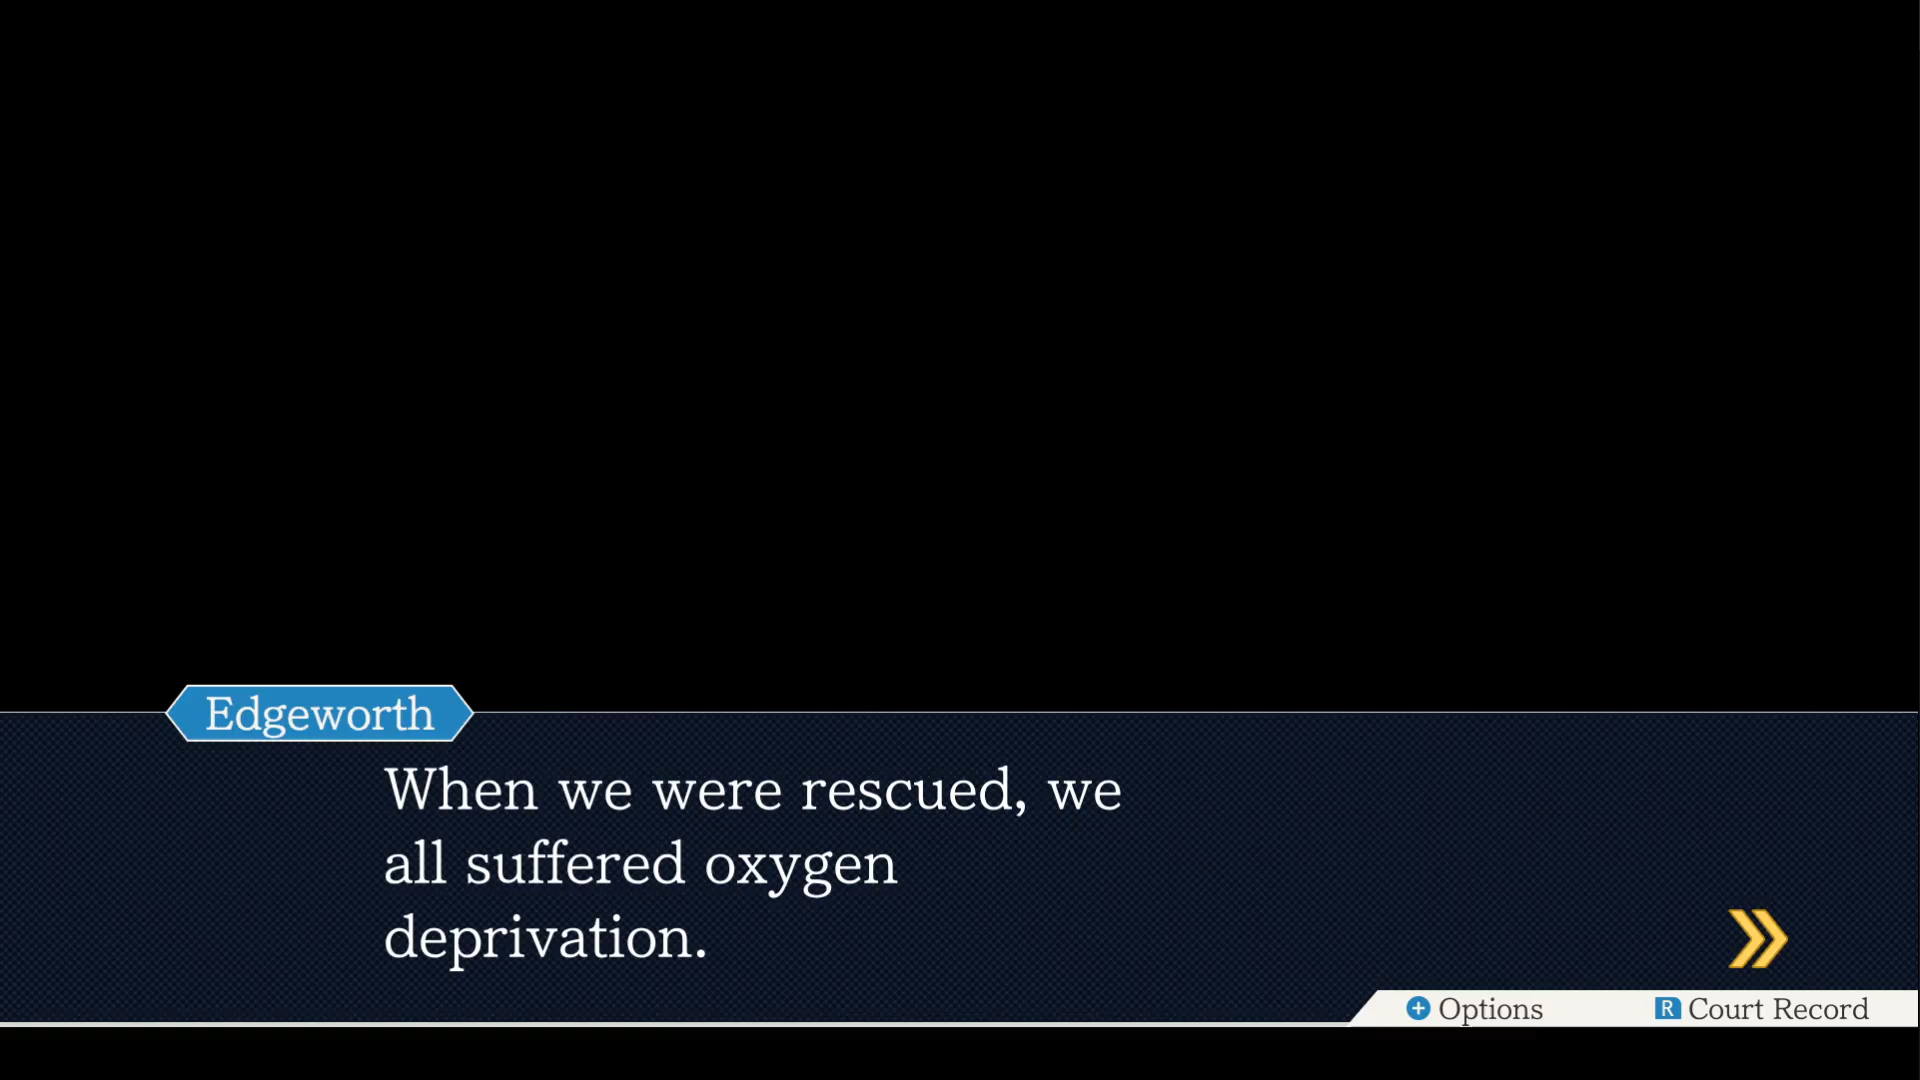 Edgeworth
When we were rescued, we
all suffered oxygen
deprivation.
+ Options
R Court Record